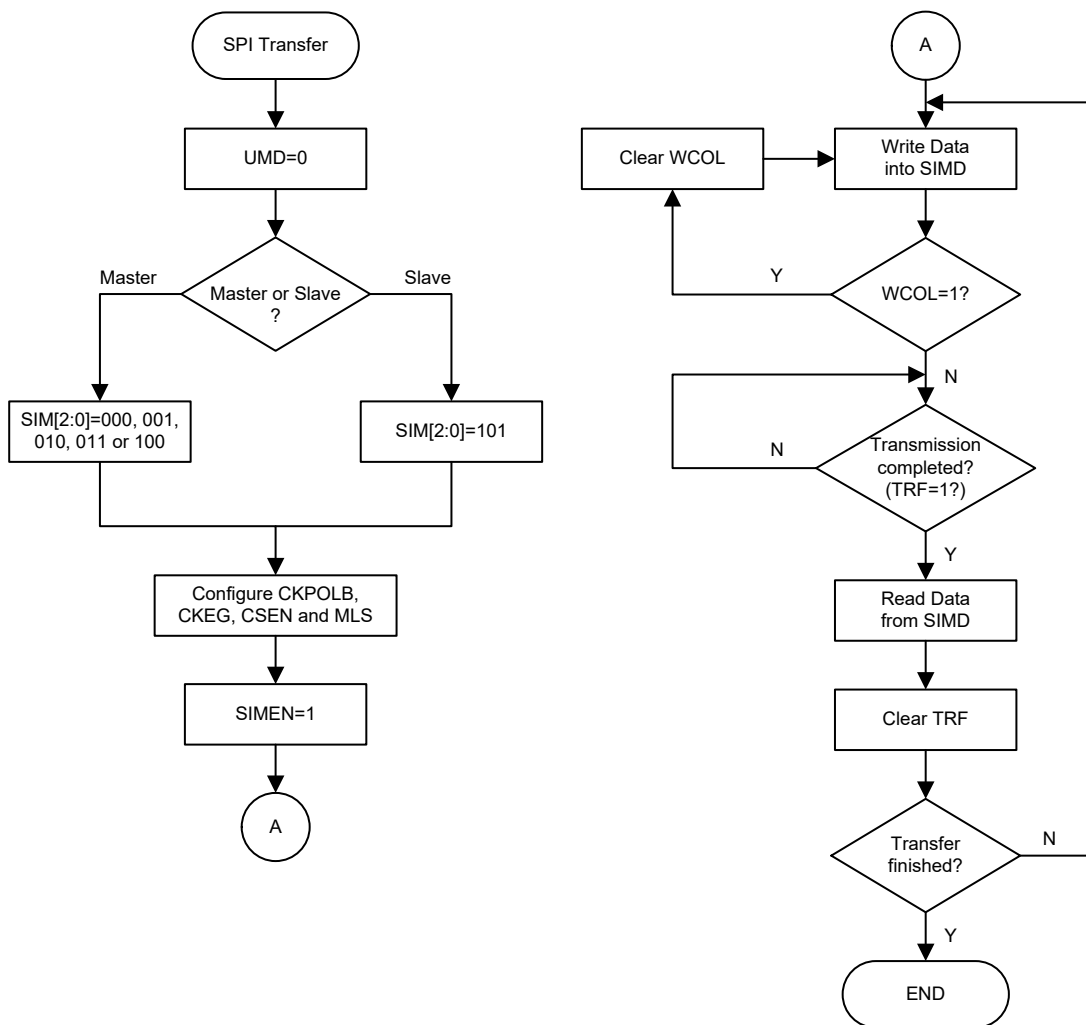 SPI Transfer
UMD=0
Master
Master or Slave
?
Slave
SIM[2:0]=000, 001,
010, 011 or 100
SIM[2:0]=101
Configure CKPOLB,
CKEG, CSEN and MLS
SIMEN=1
A
A
Clear WCOL
Write Data
into SIMD
Y
WCOL=1?
N
N
Transmission
completed?
(TRF=1?)
Y
Read Data
from SIMD
Clear TRF
Transfer
finished?
N
Y
END